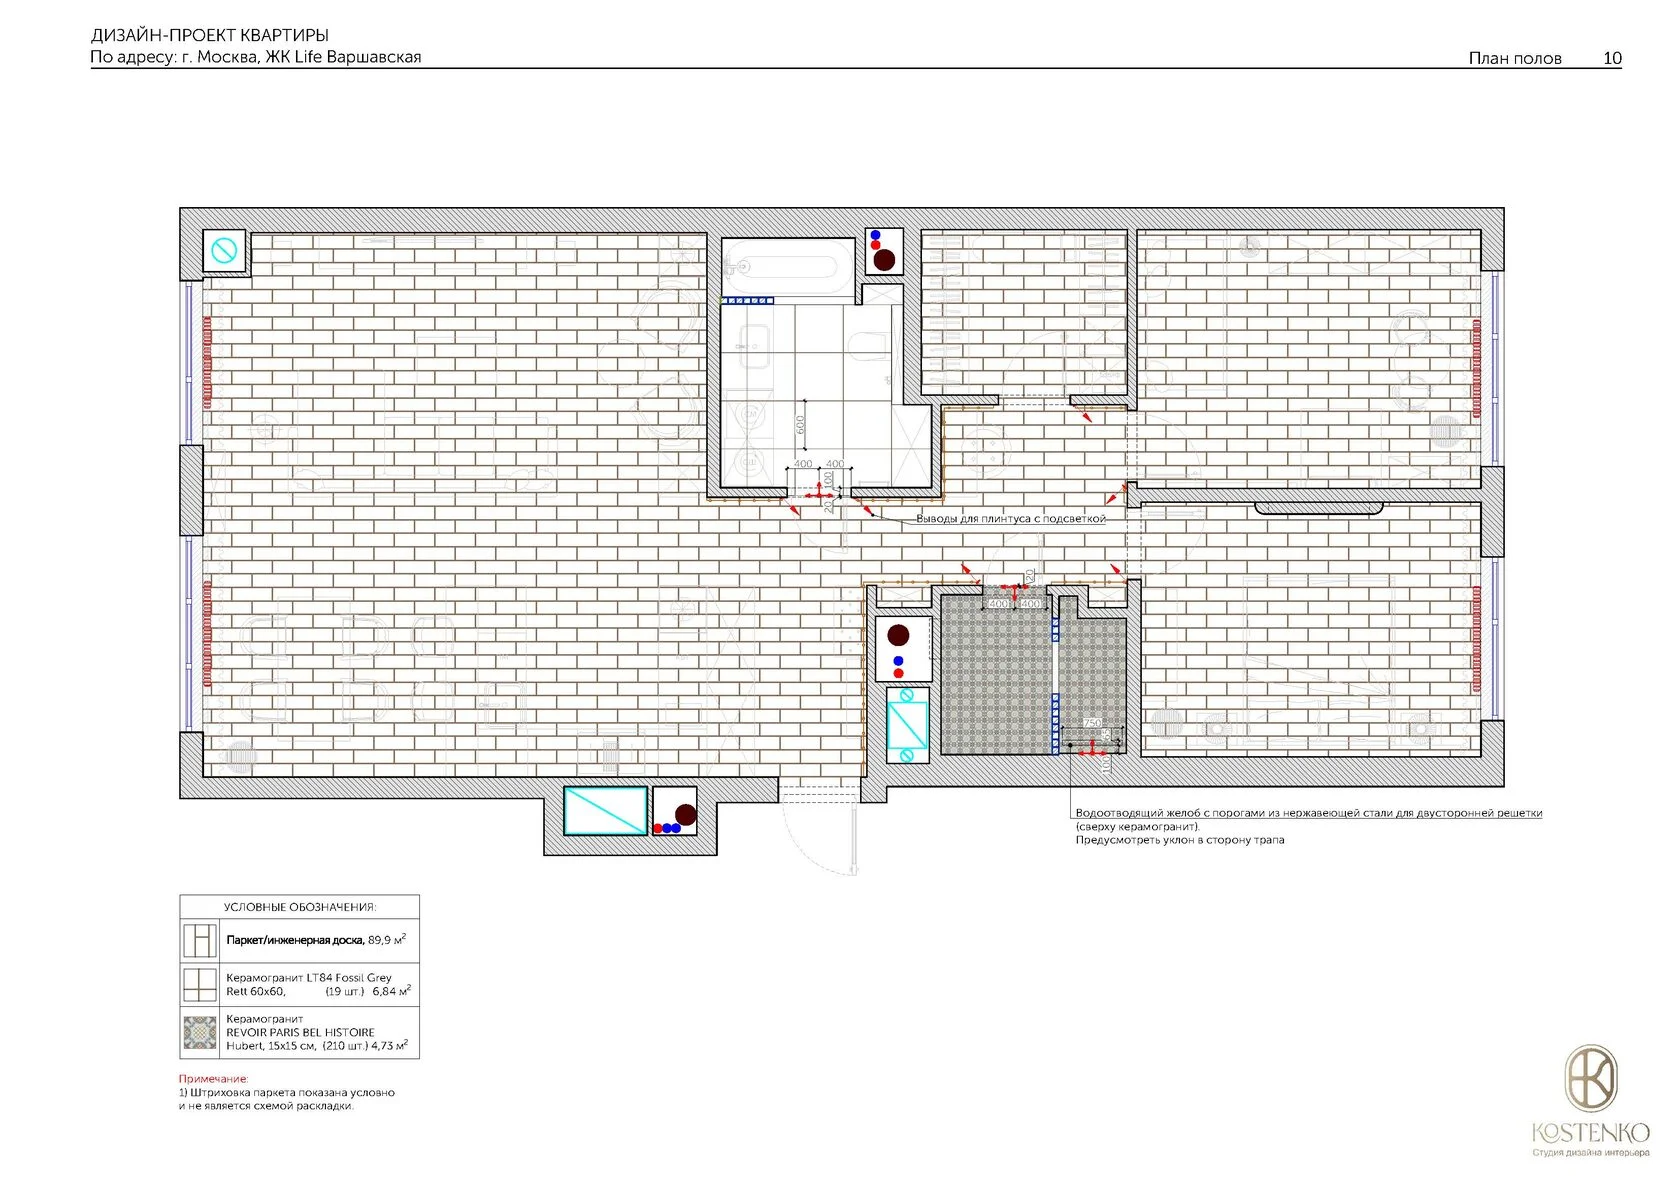 ДИЗАЙН-ПРОЕКТ КВАРТИРЫ
По адресу: г. Москва, ЖК Life Варшавская
План полов 10
600
400 400
100
20
Выводы для плинтуса с подсветкой
20
400 400
750
100
Водоотводящий желоб с порогами из нержавеющей стали для двусторонней решетки
(сверху керамогранит).
Предусмотреть уклон в сторону трапа
УСЛОВНЫЕ ОБОЗНАЧЕНИЯ:
Паркет/инженерная доска, 89,9 м²
Керамогранит LT84 Fossil Grey
Rett 60x60, (19 шт.) 6,84 м²
Керамогранит
REVOIR PARIS BEL HISTOIRE
Hubert, 15x15 см, (210 шт.) 4,73 м²
Примечание:
1) Штриховка паркета показана условно
и не является схемой раскладки.
KOSTENKO
Студия дизайна интерьера